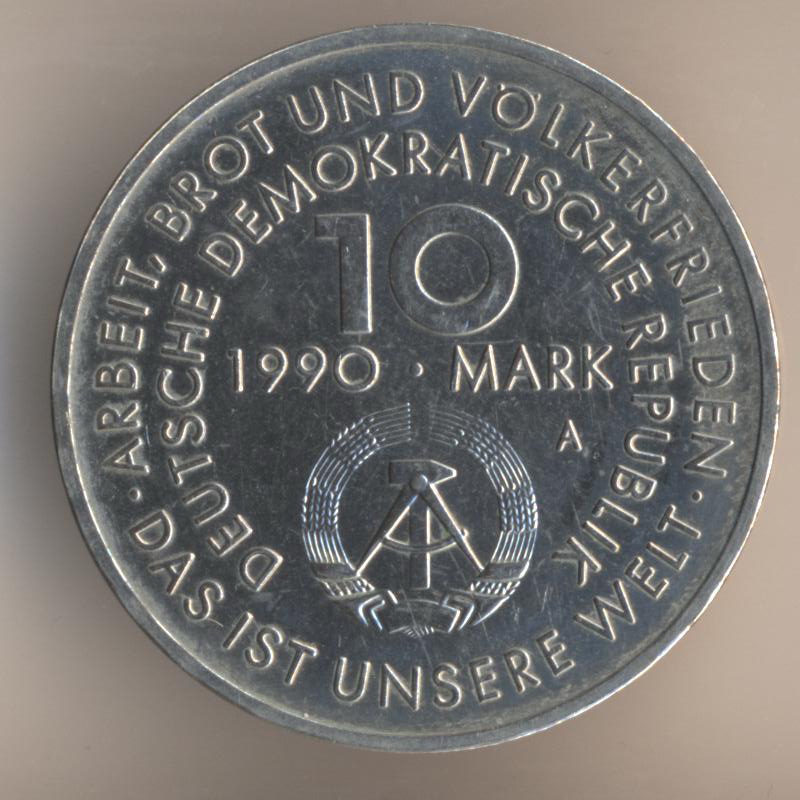 · ARBEIT, BROT UND VÖLKERFRIEDEN ·
DAS IST UNSERE WELT
DEUTSCHE DEMOKRATISCHE REPUBLIK
10
1990 · MARK
A